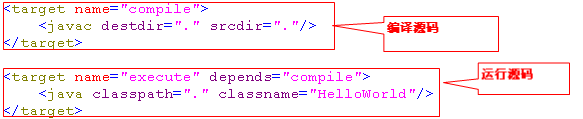 <target name="compile">
<javac destdir="." srcdir="."/>
</target>
编译源码
<target name="execute" depends="compile">
<java classpath="." classname="HelloWorld"/>
</target>
运行源码